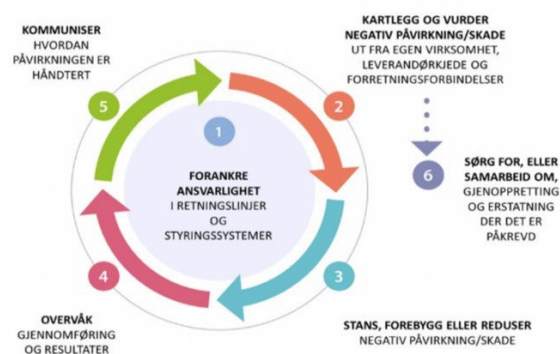 KOMMUNISER
HVORDAN
PÅVIRKNINGEN ER
HÅNDTERT
5
KARTLEGG OG VURDER
NEGATIV PÅVIRKNING/SKADE
UT FRA EGEN VIRKSOMHET,
LEVERANDØRKJEDE OG
FORRETNINGSFORBINDELSER
2
1
FORANKRE
ANSVARLIGHET
I RETNINGSLINJER
OG
STYRINGSSYSTEMER
6
SØRG FOR, ELLER
SAMARBEID OM,
GJENOPPRETTING
OG ERSTATNING
DER DET ER
PÅKREVD
4
OVERVÅK
GJENNOMFØRING
OG RESULTATER
3
STANS, FOREBYGG ELLER REDUSER
NEGATIV PÅVIRKNING/SKADE